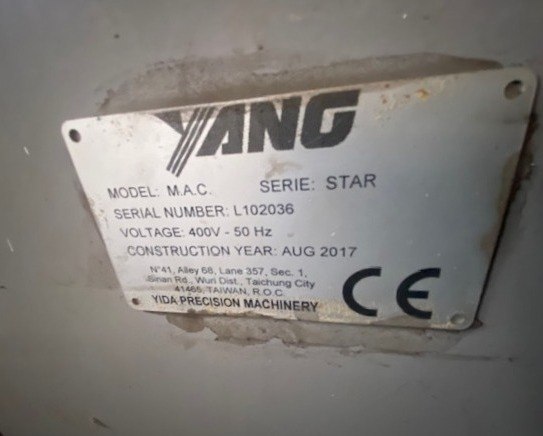 YANG
MODEL: M.A.C. SERIE: STAR
SERIAL NUMBER: L102036
VOLTAGE: 400V - 50 Hz
CONSTRUCTION YEAR: AUG 2017
N°41, Alley 68, Lane 357, Sec. 1,
Sinan Rd., Wuri Dist., Taichung City
41465, TAIWAN, R.O.C.
YIDA PRECISION MACHINERY
CE